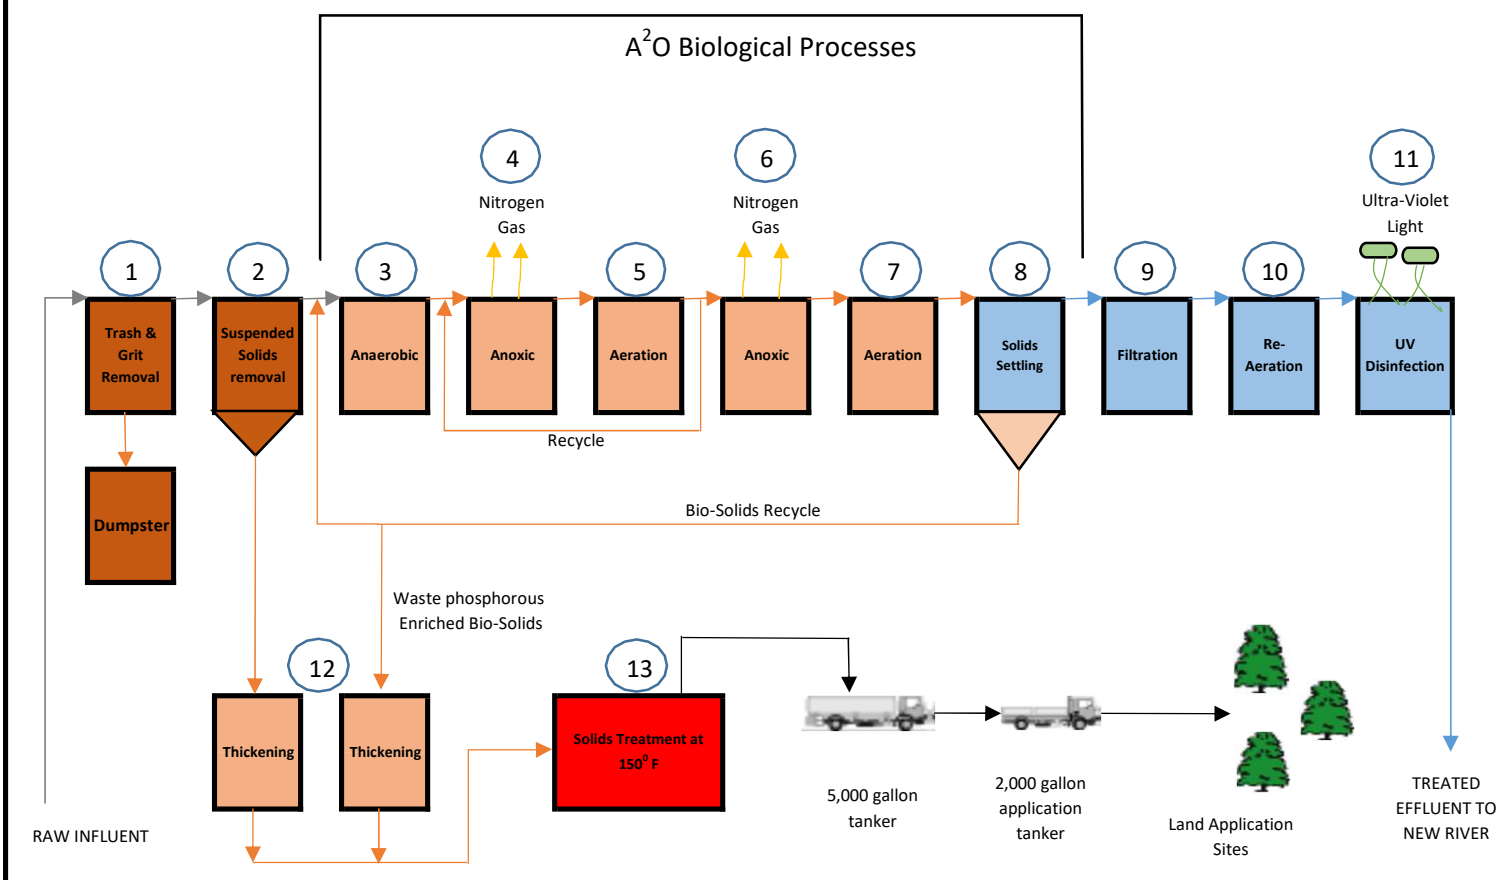 A2O Biological Processes
4
6
11
Nitrogen
Gas
Nitrogen
Gas
Ultra-Violet
Light
1
2
3
5
7
8
9
10
Trash &
Grit
Removal
Suspended
Solids
removal
Anaerobic
Anoxic
Aeration
Anoxic
Aeration
Solids
Settling
Filtration
Re-
Aeration
UV
Disinfection
Recycle
Dumpster
Bio-Solids Recycle
Waste phosphorous
Enriched Bio-Solids
12
13
Thickening
Thickening
Solids Treatment at
150⁰ F
5,000 gallon
tanker
2,000 gallon
application
tanker
Land Application
Sites
TREATED
EFFLUENT TO
NEW RIVER
RAW INFLUENT